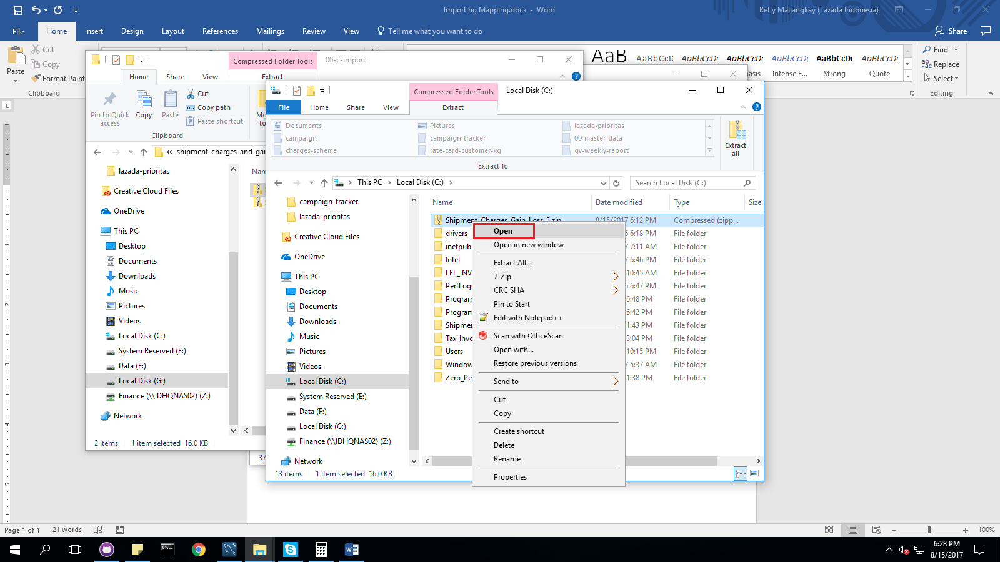 Importing Mapping.docx - Word
Refly Maliangkay (Lazada Indonesia)
File Home Insert Design Layout References Mailings Review View Tell me what you want to do
Share
Cut
Copy
Format Paint
Paste
Clipboard
AaB AaBbCcD AaBbCcDc AaBbCcDc AaBbCcDc AaBbCcDc AaBbCcDc
Intense E... Strong Quote
Find
Replace
Select
Editing
Compressed Folder Tools
00-c-import
Home Share View Extract
Pin to Quick access
Copy
Paste
Cut
Copy path
Paste shortcut
Clipboard
« shipment-charges-and-gai
lazada-prioritas
Creative Cloud Files
OneDrive
This PC
Desktop
Documents
Downloads
Music
Pictures
Videos
Local Disk (C:)
System Reserved (E:)
Data (F:)
Local Disk (G:)
Finance (\\IDHQNAS02) (Z:)
Network
2 items 1 item selected 16.0 KB
37
Compressed Folder Tools
Local Disk (C:)
File Home Share View Extract
Documents Pictures lazada-prioritas
campaign campaign-tracker 00-master-data
charges-scheme rate-card-customer-kg qv-weekly-report
Extract To
Extract all
This PC > Local Disk (C:) >
Search Local Disk (C:)
campaign-tracker
lazada-prioritas
Creative Cloud Files
OneDrive
This PC
Desktop
Documents
Downloads
Music
Pictures
Videos
Local Disk (C:)
System Reserved (E:)
Data (F:)
Local Disk (G:)
Finance (\\IDHQNAS02) (Z:)
Network
Name Date modified Type Size
Shipment_Charges_Gain_Loss_3.zip 8/15/2017 6:12 PM Compressed (zipp...
drivers 6 6:18 PM File folder
inetpub 7 7:11 AM File folder
Intel 7 6:46 PM File folder
LEL_INV 10:45 AM File folder
PerfLog 6 6:47 PM File folder
Program 6:48 PM File folder
Program 6:42 PM File folder
Shipme 1:43 PM File folder
Tax_Invo 3:04 PM File folder
Users 10:15 PM File folder
Window 7 5:37 AM File folder
Zero_Pe 1:38 PM File folder
Open
Open in new window
Extract All...
7-Zip
CRC SHA
Pin to Start
Edit with Notepad++
Scan with OfficeScan
Open with...
Restore previous versions
Send to
Cut
Copy
Create shortcut
Delete
Rename
Properties
13 items 1 item selected 16.0 KB
Page 1 of 1 21 words
100%
6:28 PM
8/15/2017